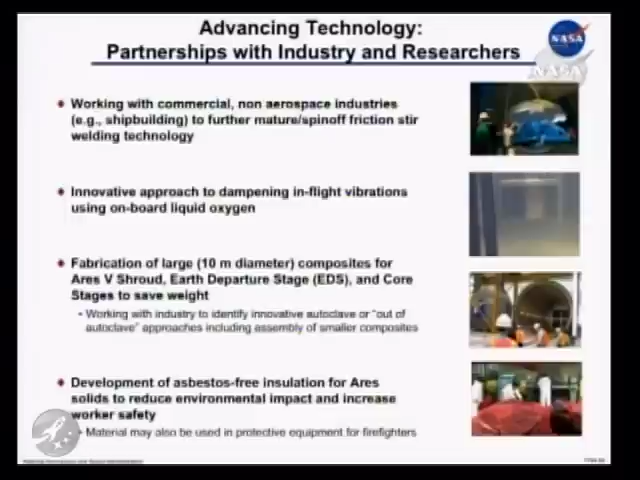 Advancing Technology:
Partnerships with Industry and Researchers
NASA
NASA
Working with commercial, non aerospace industries
(e.g., shipbuilding) to further mature/spinoff friction stir
welding technology
Innovative approach to dampening in-flight vibrations
using on-board liquid oxygen
Fabrication of large (10 m diameter) composites for
Ares V Shroud, Earth Departure Stage (EDS), and Core
Stages to save weight
• Working with industry to identify innovative autoclave or “out of
autoclave” approaches including assembly of smaller composites
Development of asbestos-free insulation for Ares
solids to reduce environmental impact and increase
worker safety
• Material may also be used in protective equipment for firefighters
National Aeronautics and Space Administration